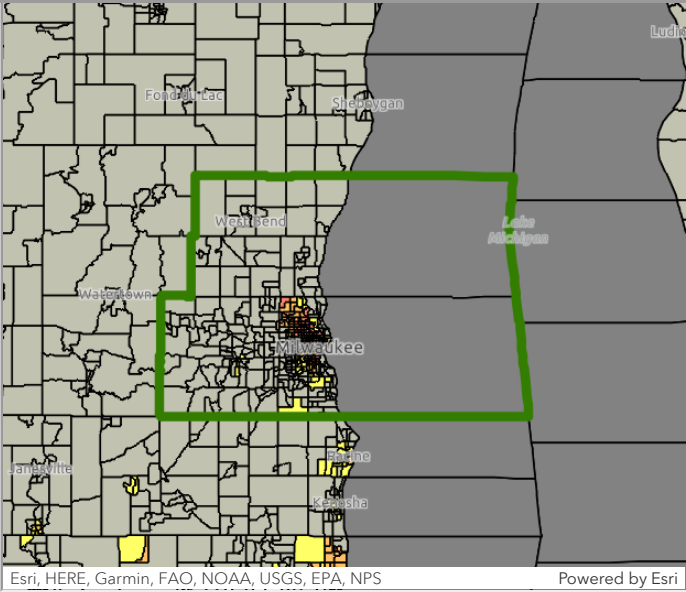 Ludi
Fond du Lac
Sheboygan
West Bend
Lake
Michigan
Watertown
Milwaukee
Racine
Janesville
Kenosha
Esri, HERE, Garmin, FAO, NOAA, USGS, EPA, NPS
Powered by Esri